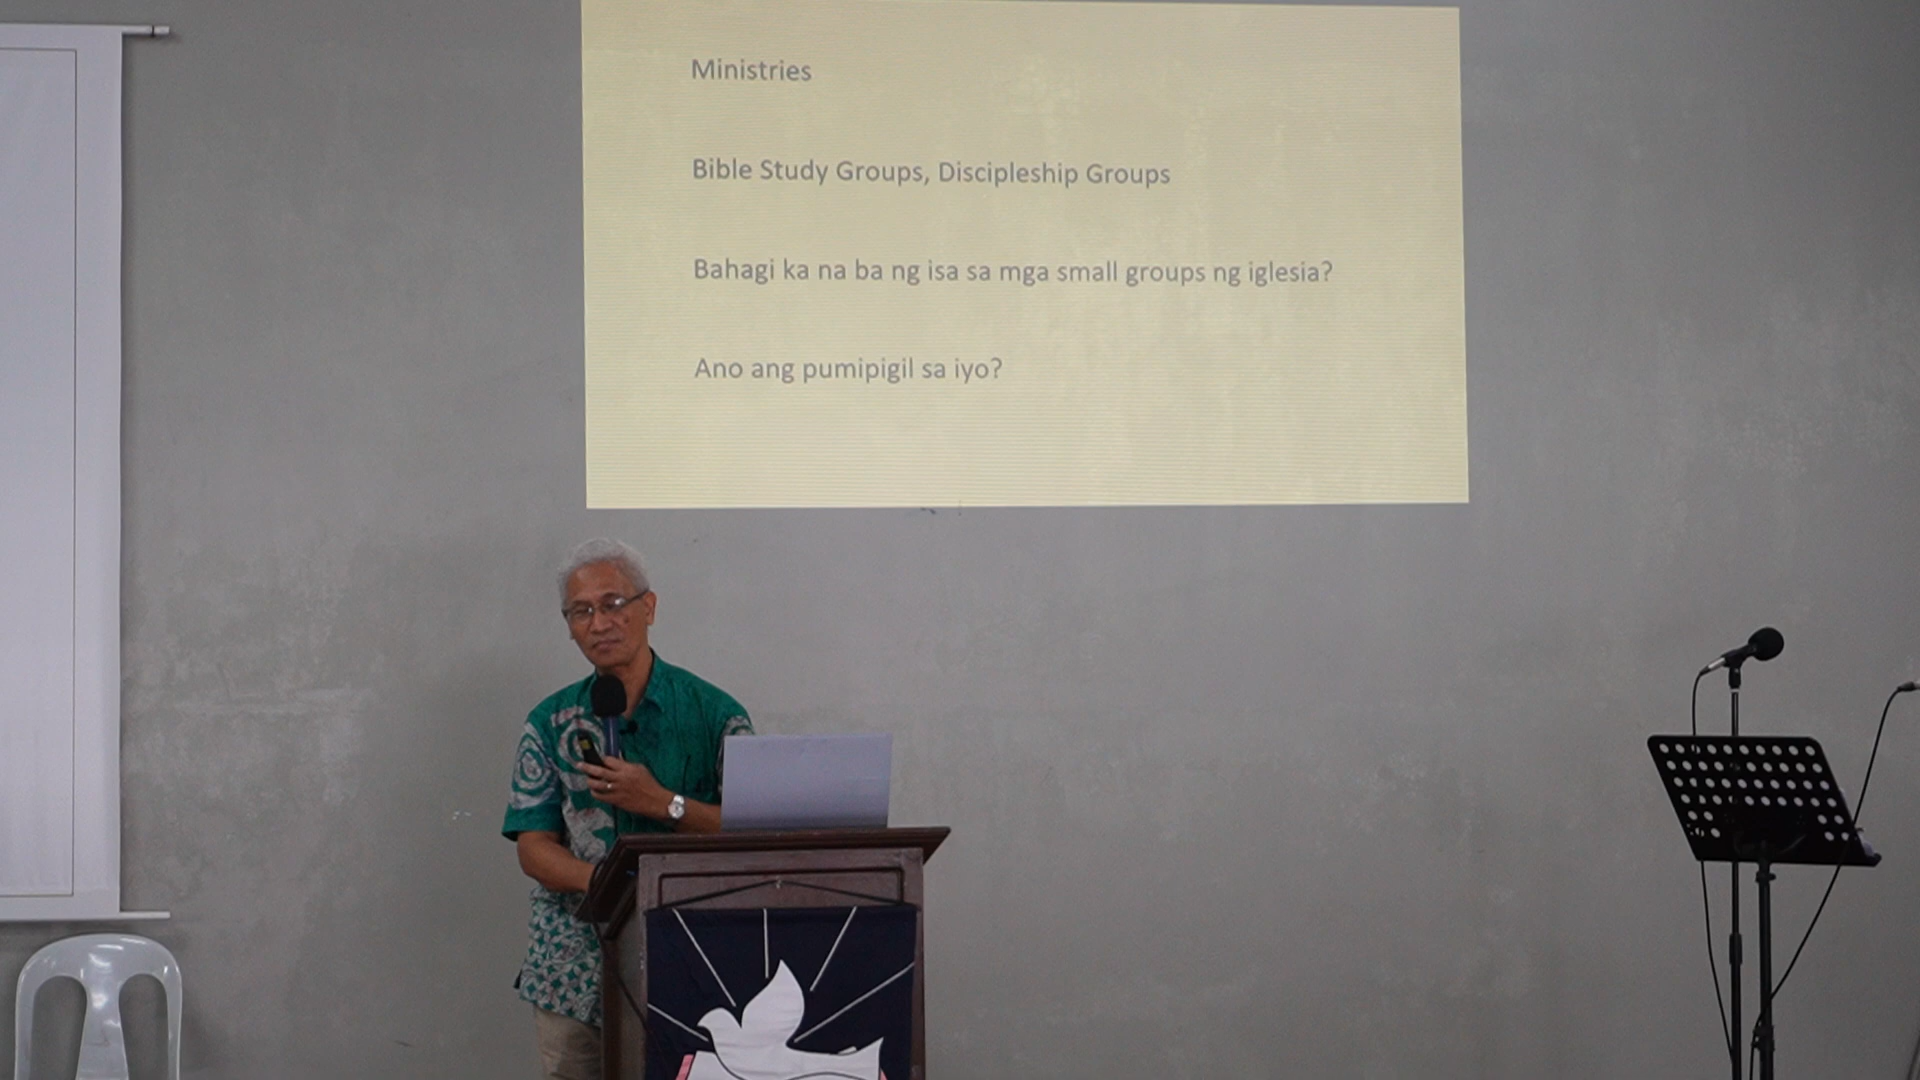 Ministries
Bible Study Groups, Discipleship Groups
Bahagi ka na ba ng isa sa mga small groups ng iglesia?
Ano ang pumipigil sa iyo?